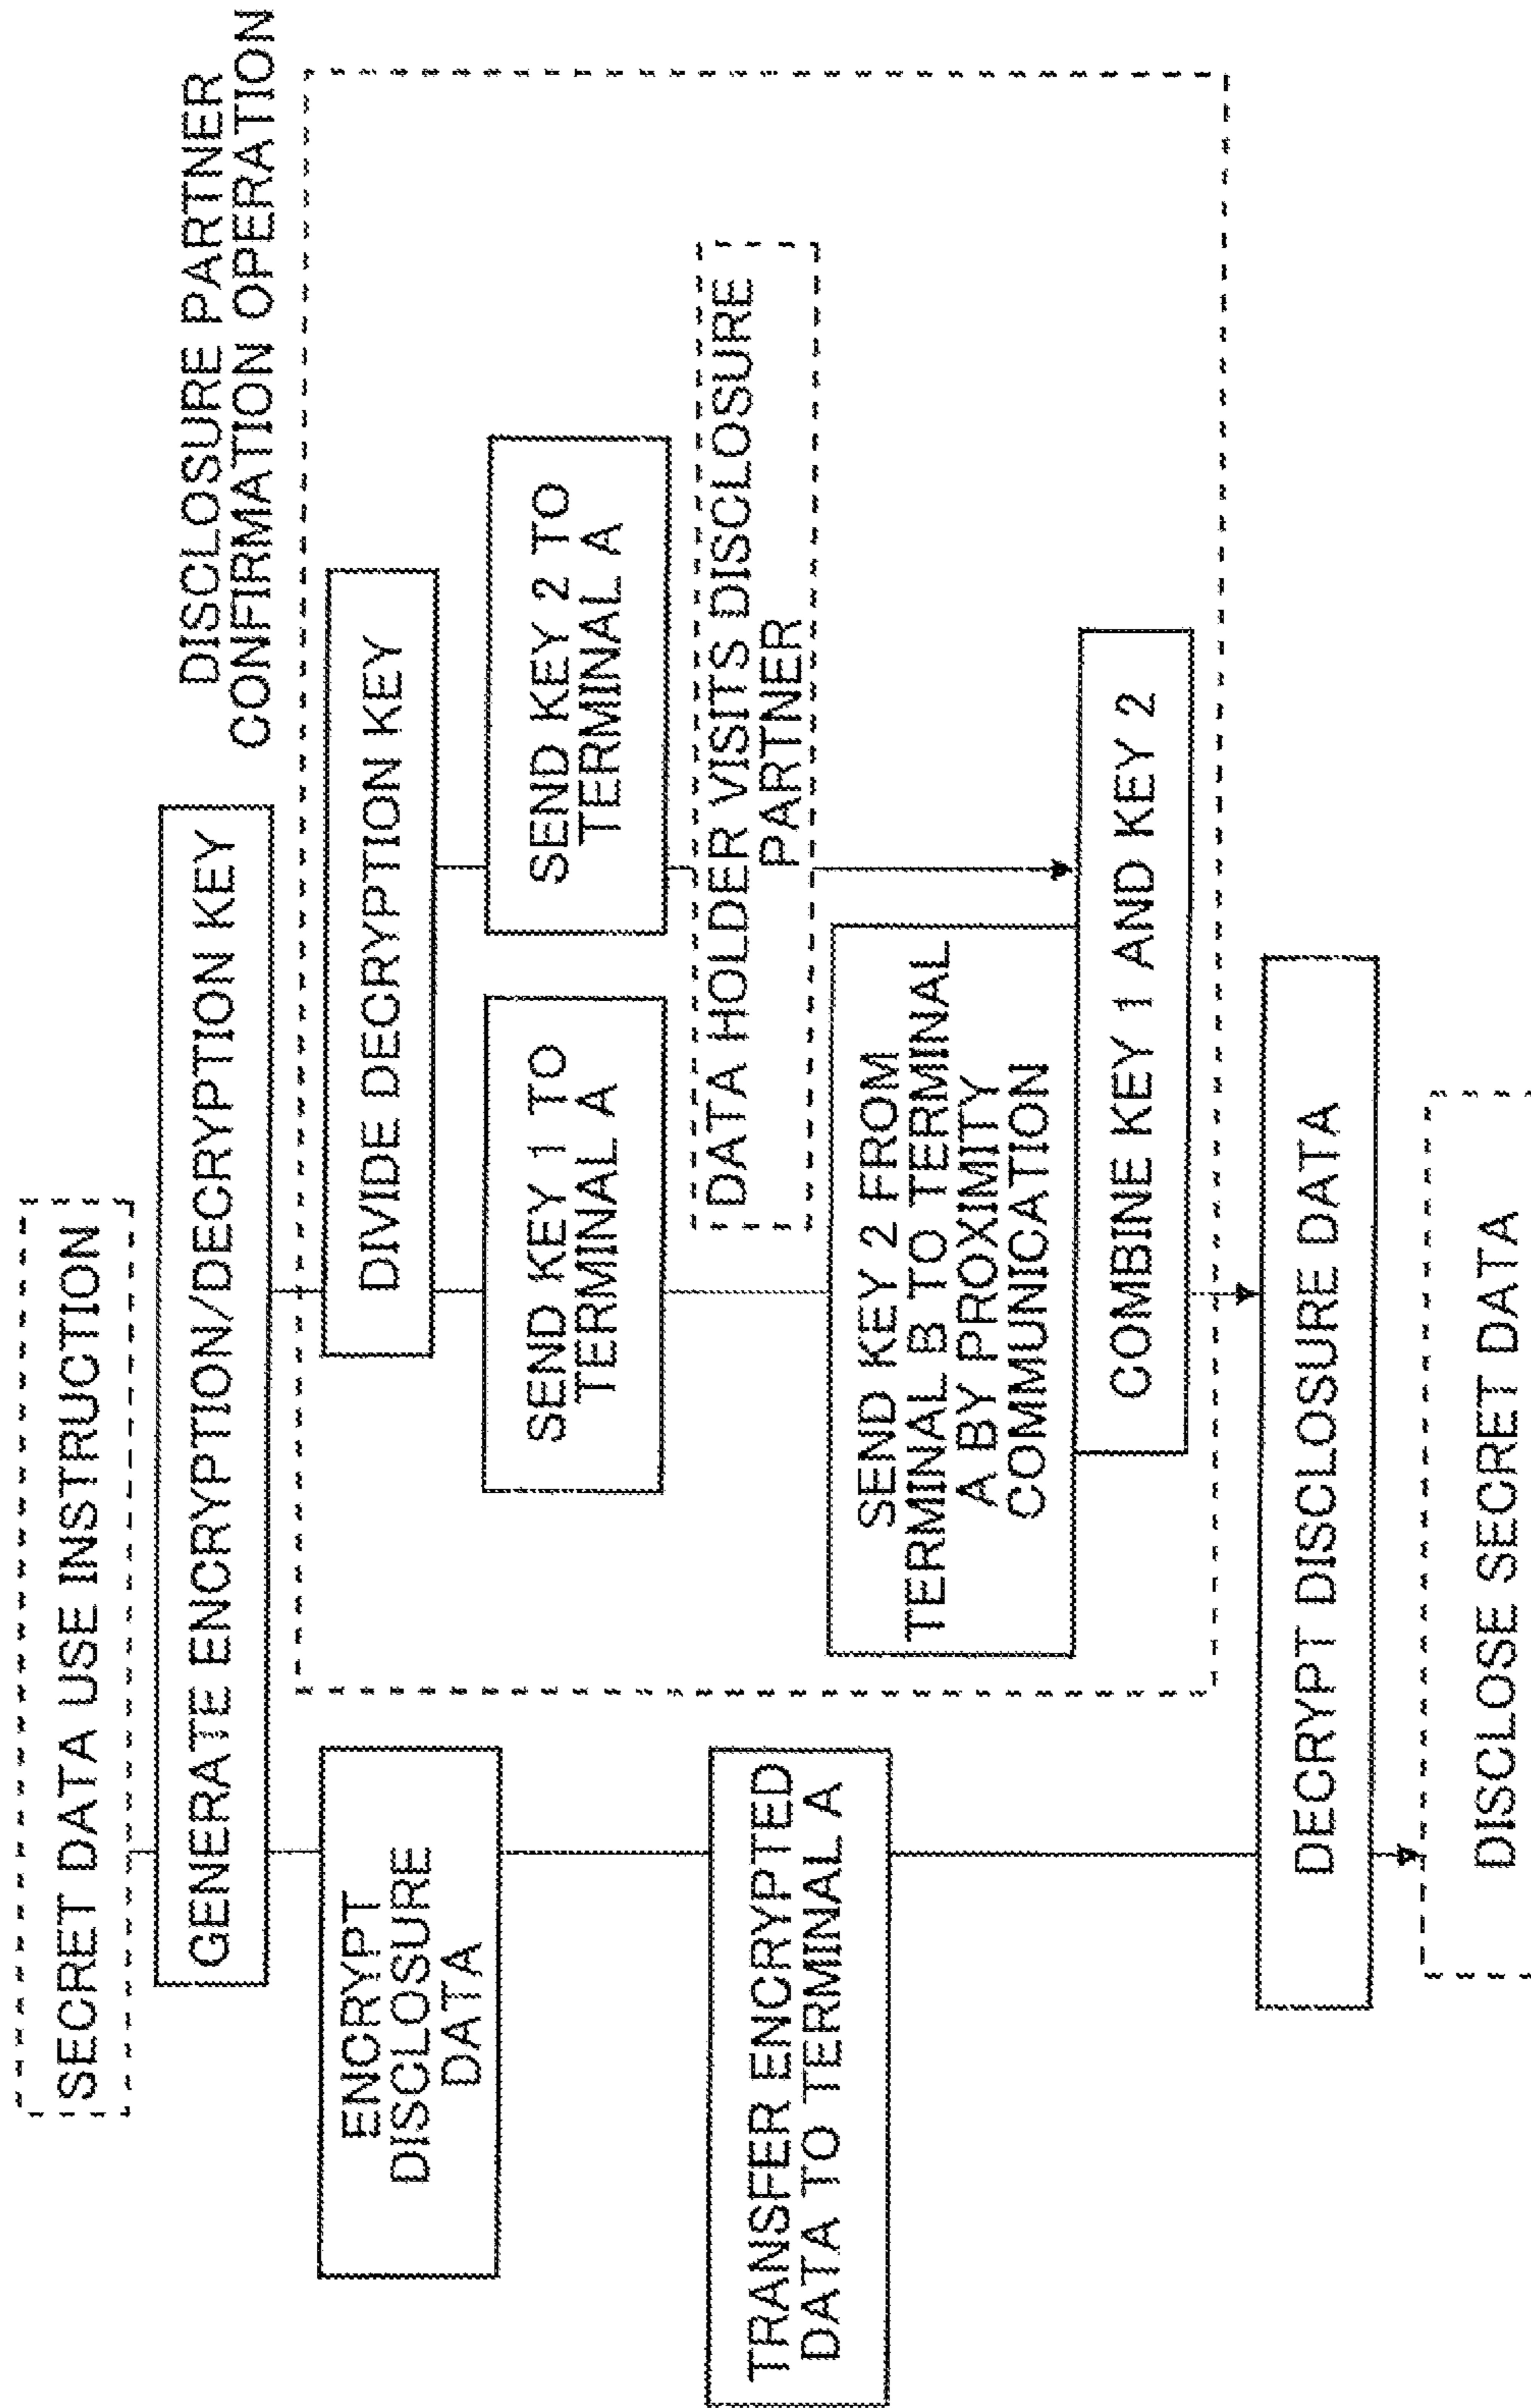 SECRET DATA USE INSTRUCTION
GENERATE ENCRYPTION/DECRYPTION KEY
DISCLOSURE PARTNER
CONFIRMATION OPERATION
ENCRYPT
DISCLOSURE
DATA
DIVIDE DECRYPTION KEY
SEND KEY 1 TO
TERMINAL A
SEND KEY 2 TO
TERMINAL A
TRANSFER ENCRYPTED
DATA TO TERMINAL A
DATA HOLDER VISITS DISCLOSURE
PARTNER
SEND KEY 2 FROM
TERMINAL B TO TERMINAL
A BY PROXIMITY
COMMUNICATION
COMBINE KEY 1 AND KEY 2
DECRYPT DISCLOSURE DATA
DISCLOSE SECRET DATA